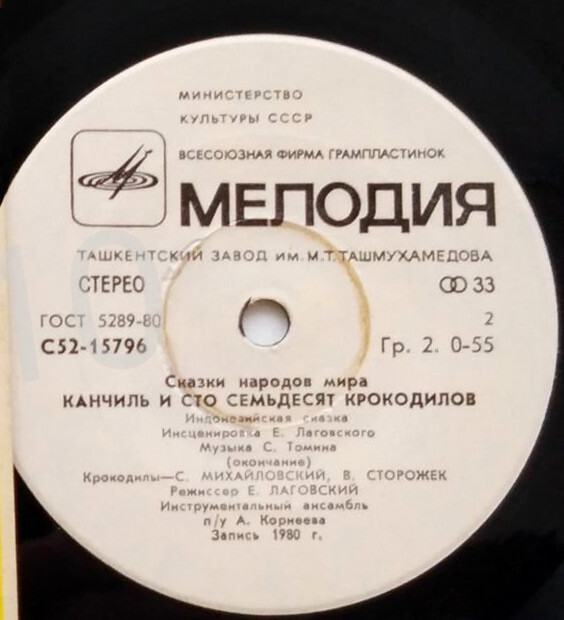 МИНИСТЕРСТВО
КУЛЬТУРЫ СССР
ВСЕСОЮЗНАЯ ФИРМА ГРАМПЛАСТИНОК
МЕЛОДИЯ
ТАШКЕНТСКИЙ ЗАВОД ИМ. М.Т.ТАШМУХАМЕДОВА
СТЕРЕО 33
ГОСТ 5289-80 2
С52-15796 Гр. 2. 0-55
Сказки народов мира
КАНЧИЛЬ И СТО СЕМЬДЕСЯТ КРОКОДИЛОВ
Индонезийская сказка
Инсценировка Е. Лаговского
Музыка С. Томина
(окончание)
Крокодилы—С. МИХАЙЛОВСКИЙ, В. СТОРОЖЕК
Режиссер Е. ЛАГОВСКИЙ
Инструментальный ансамбль
п/у А. Корнеева
Запись 1980 г.